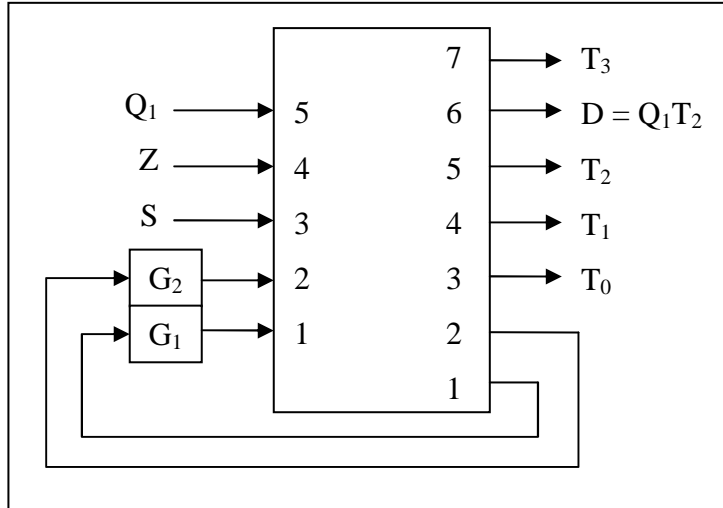 7 T₃
Q₁ 5 6 D = Q₁T₂
Z 4 5 T₂
S 3 4 T₁
G₂ 2 3 T₀
G₁ 1 2
1